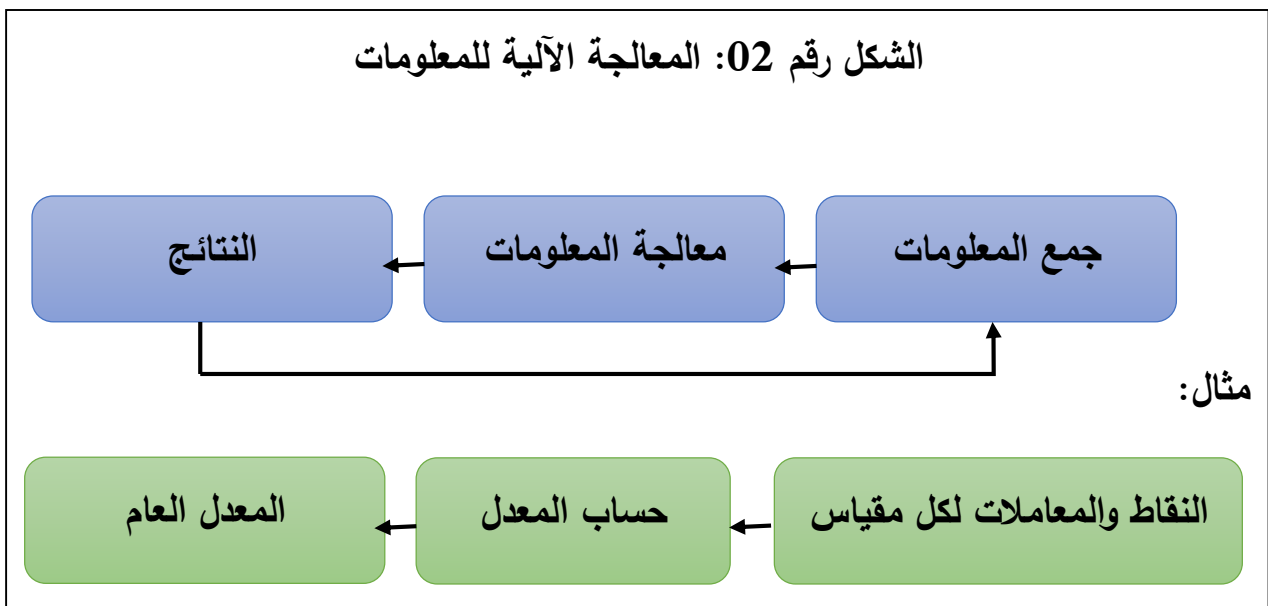 الشكل رقم 02: المعالجة الآلية للمعلومات
جمع المعلومات
معالجة المعلومات
النتائج
مثال:
النقاط والمعاملات لكل مقياس
حساب المعدل
المعدل العام